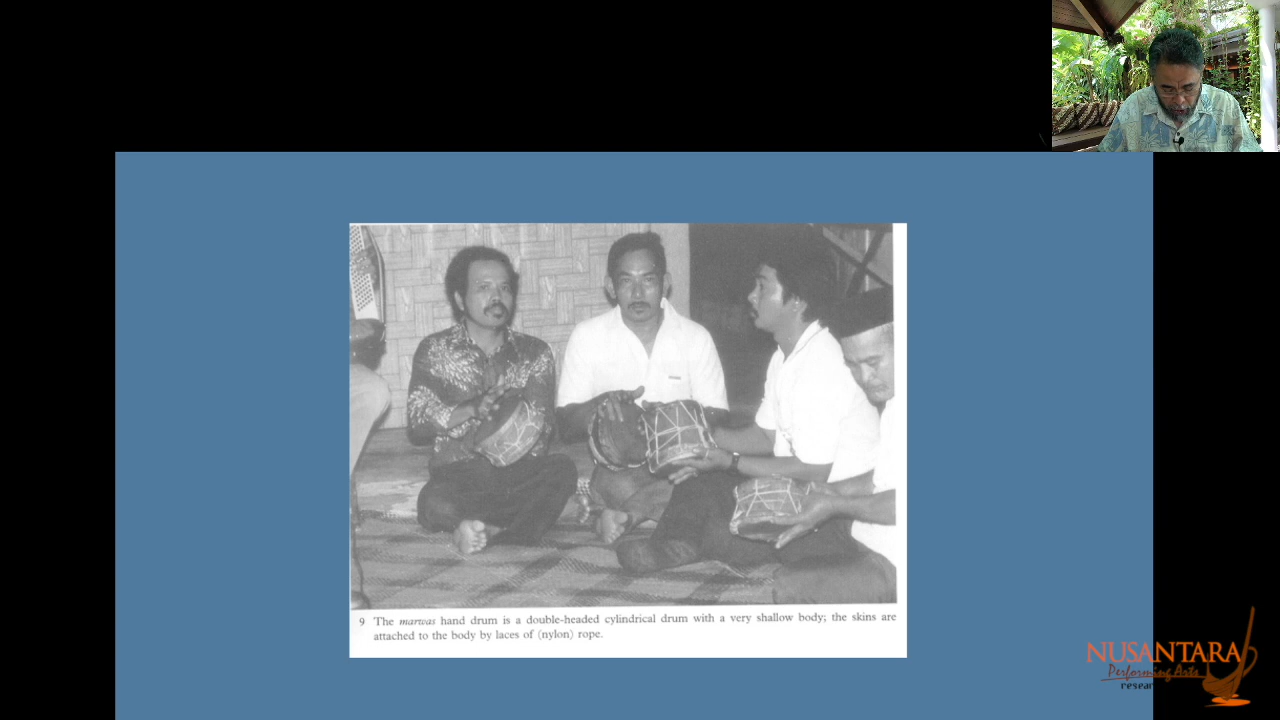 9 The marwas hand drum is a double-headed cylindrical drum with a very shallow body; the skins are
attached to the body by laces of (nylon) rope.
NUSANTARA
Performing Arts
resear